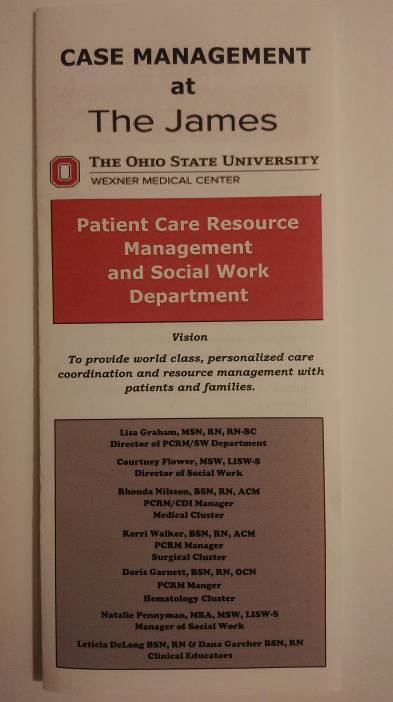 CASE MANAGEMENT
at
The James
THE OHIO STATE UNIVERSITY
WEXNER MEDICAL CENTER
Patient Care Resource
Management
and Social Work
Department
Vision
To provide world class, personalized care
coordination and resource management with
patients and families.
Lisa Graham, MSN, RN, RN-BC
Director of PCRM/SW Department
Courtney Flower, MSW, LISW-S
Director of Social Work
Rhonda Nilsson, BSN, RN, ACM
PCRM/CDI Manager
Medical Cluster
Kerri Walker, BSN, RN, ACM
PCRM Manager
Surgical Cluster
Doris Garnett, BSN, RN, OCN
PCRM Manger
Hematology Cluster
Natalie Pennyman, MBA, MSW, LISW-S
Manager of Social Work
Leticia DeLong BSN, RN & Dana Garcher BSN, RN
Clinical Educators